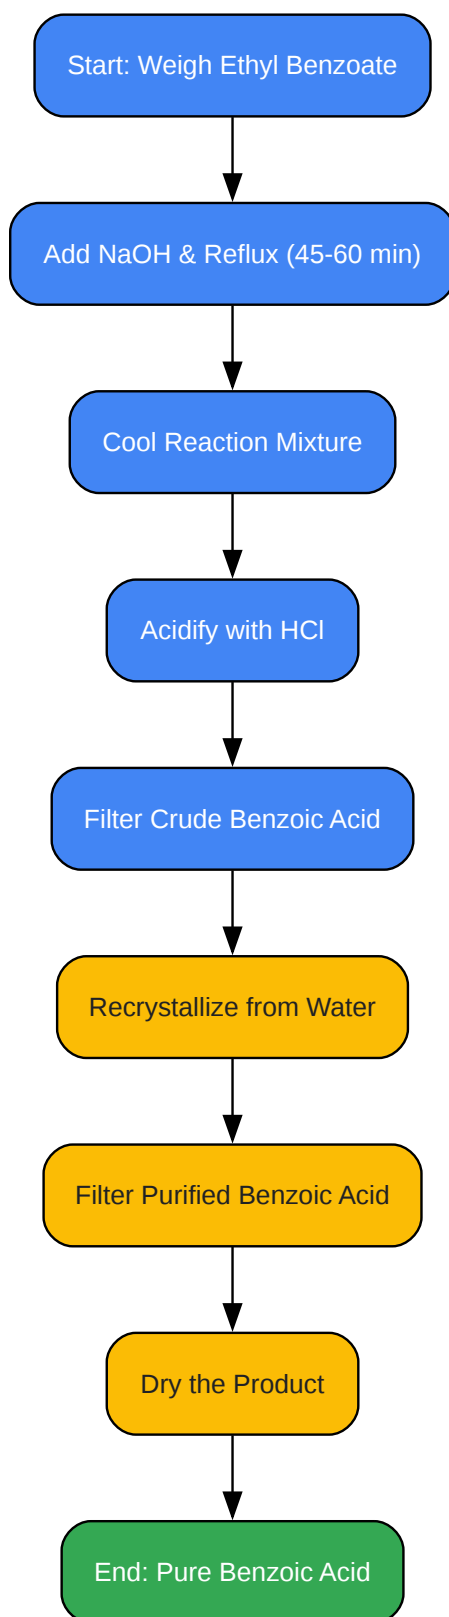 Start: Weigh Ethyl Benzoate
Add NaOH & Reflux (45-60 min)
Cool Reaction Mixture
Acidify with HCl
Filter Crude Benzoic Acid
Recrystallize from Water
Filter Purified Benzoic Acid
Dry the Product
End: Pure Benzoic Acid